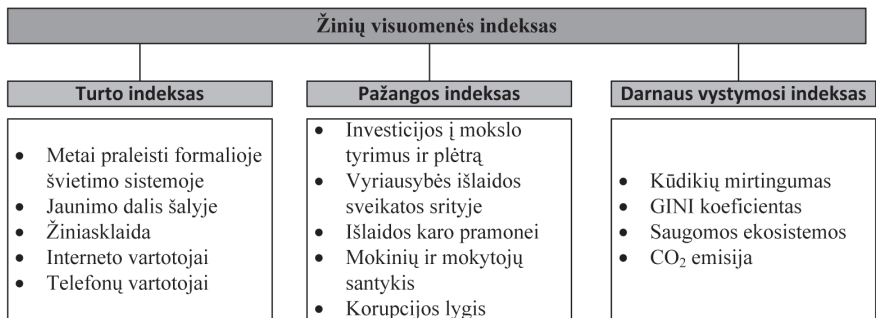 Žinių visuomenės indeksas
Turto indeksas
Metai praleisti formalioje
švietimo sistemoje
Jaunimo dalis šalyje
Žiniasklaida
Interneto vartotojai
Telefonų vartotojai
Pažangos indeksas
Investicijos į mokslo
tyrimus ir plėtrą
Vyriausybės išlaidos
sveikatos srityje
Išlaidos karo pramonei
Mokinių ir mokytojų
santykis
Korupcijos lygis
Darnaus vystymosi indeksas
Kūdikių mirtingumas
GINI koeficientas
Saugomos ekosistemos
CO₂ emisija